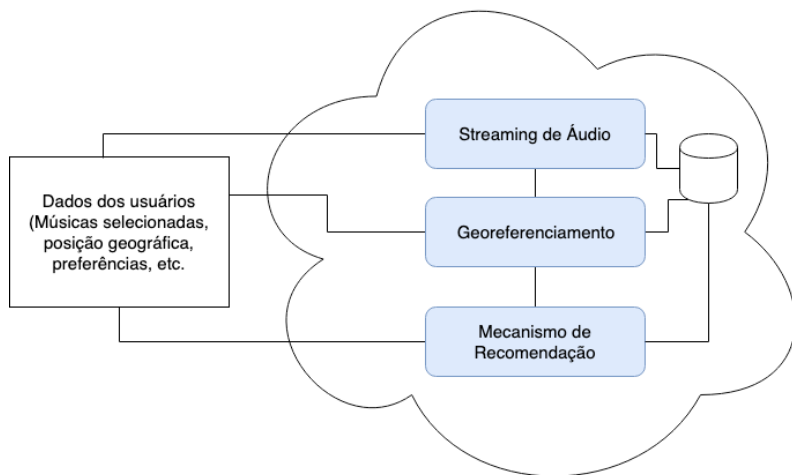 Streaming de Áudio
Dados dos usuários
(Músicas selecionadas,
posição geográfica,
preferências, etc.
Georeferenciamento
Mecanismo de
Recomendação